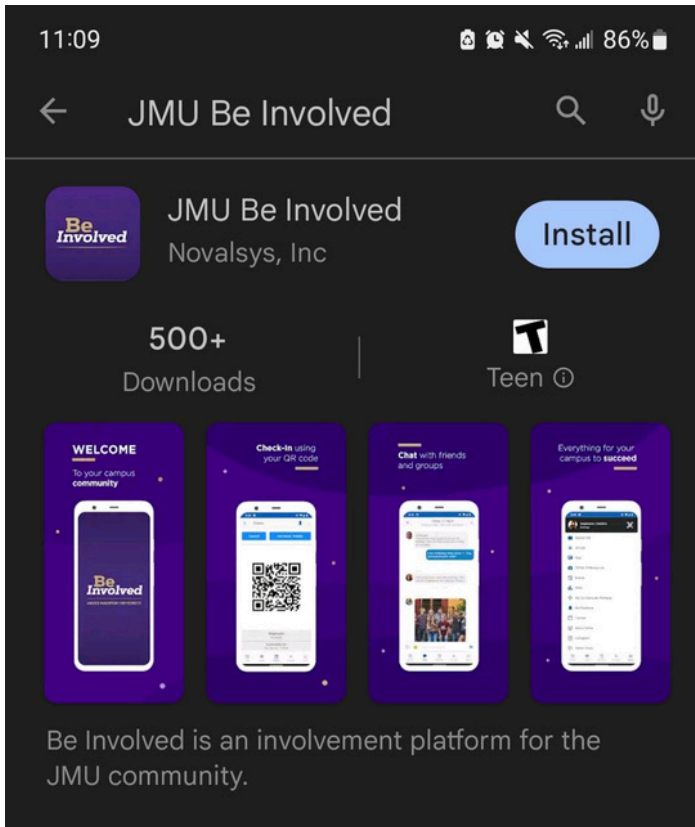 11:09
86%
JMU Be Involved
Be
Involved
JMU Be Involved
Novalsys, Inc
Install
500+
Downloads
T
Teen
WELCOME
To your campus
community
Be
Involved
Check-In using
your QR code
Chat with friends
and groups
Everything for your
campus to succeed
Be Involved is an involvement platform for the
JMU community.